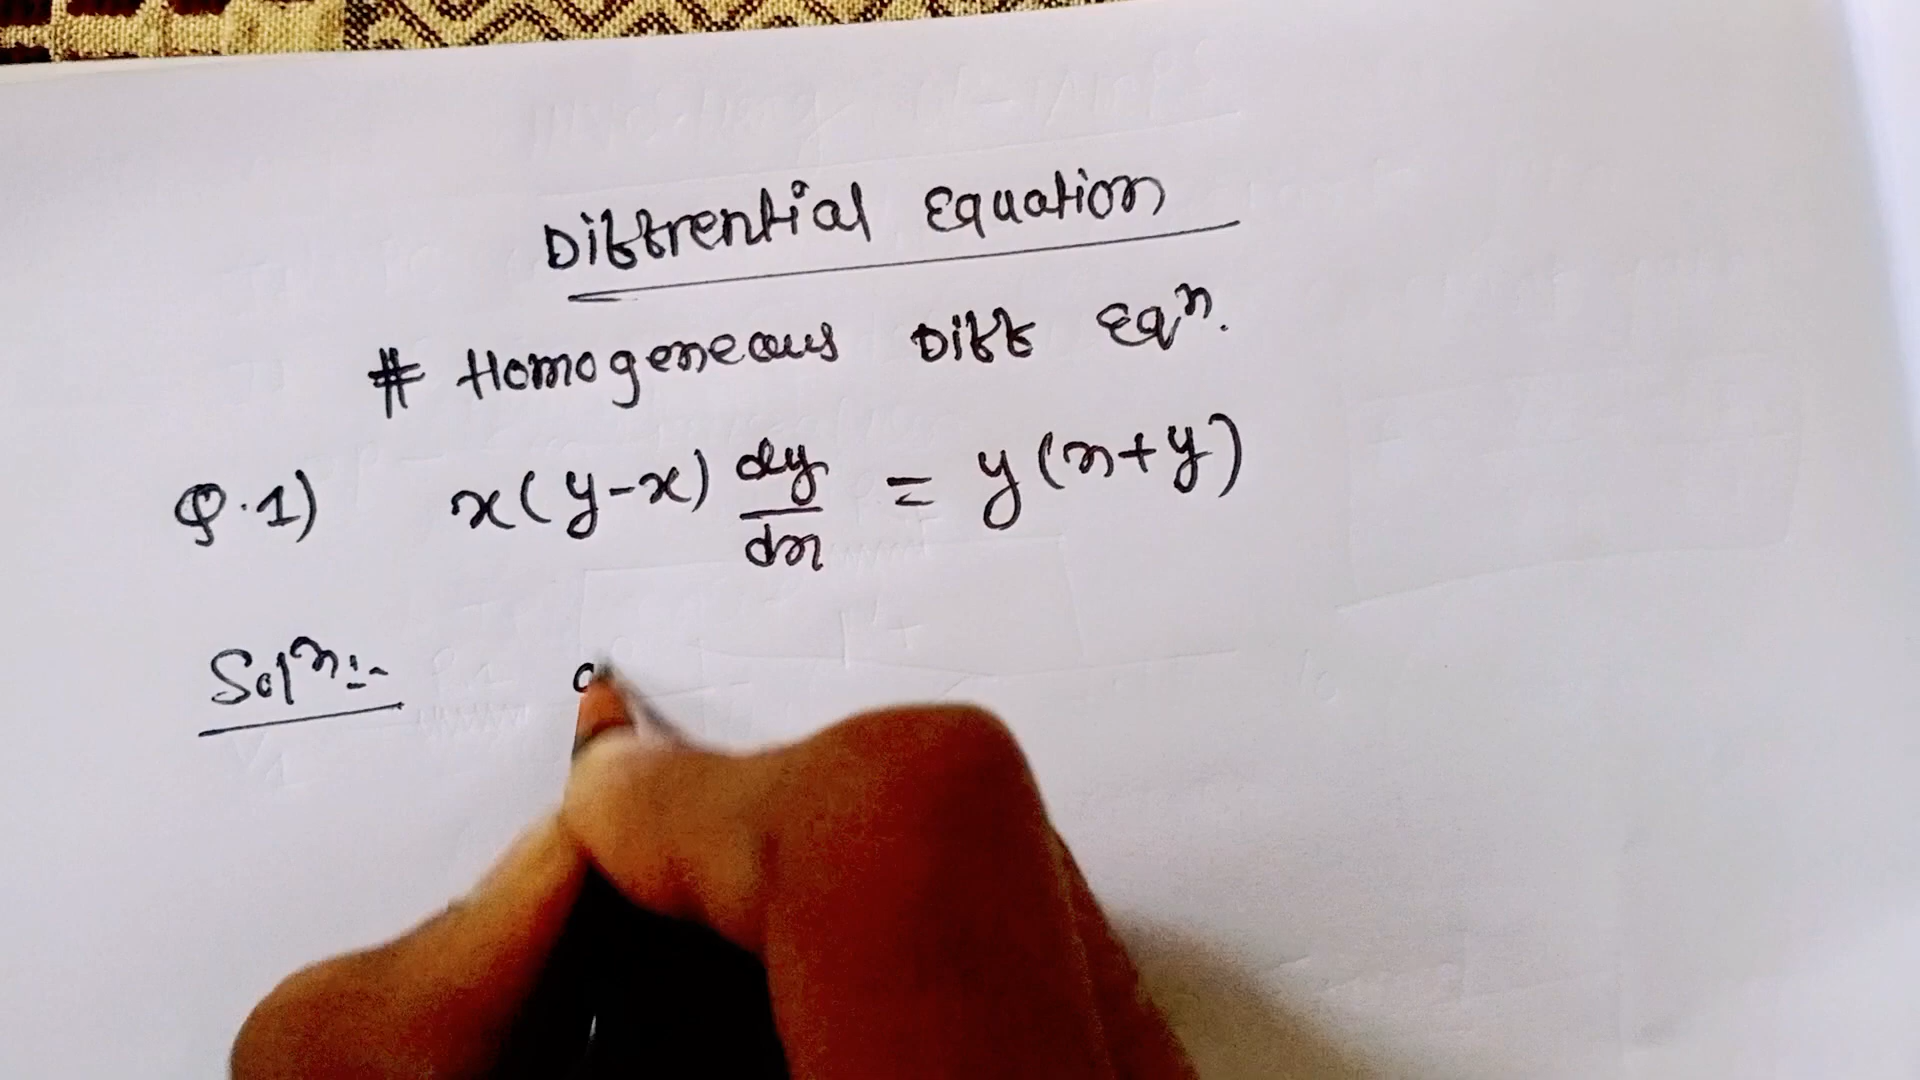 Diffrential Equation
# Homogeneous Diff Eqⁿ.
Q.1) x(y-x) dy/dx = y(x+y)
Solⁿ:-